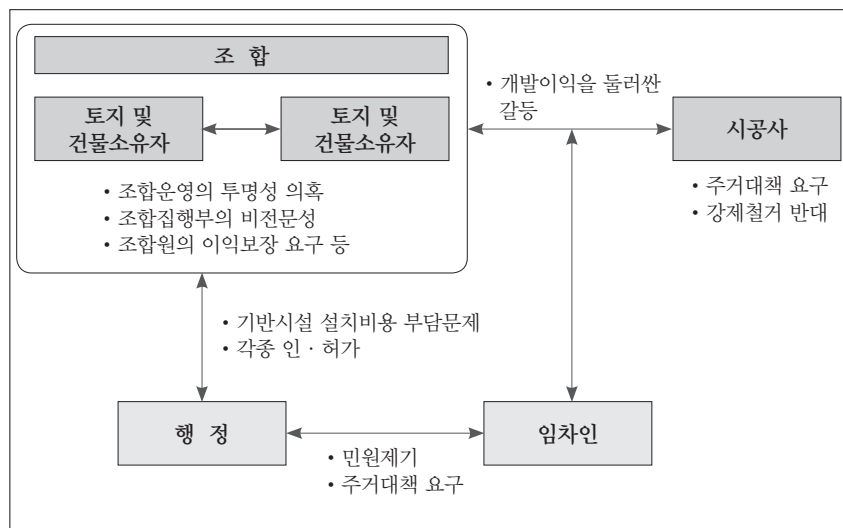 조 합
토지 및
건물소유자
토지 및
건물소유자
• 조합운영의 투명성 의혹
• 조합집행부의 비전문성
• 조합원의 이익보장 요구 등
• 개발이익을 둘러싼
갈등
시공사
• 주거대책 요구
• 강제철거 반대
• 기반시설 설치비용 부담문제
• 각종 인 · 허가
행 정
임차인
• 민원제기
• 주거대책 요구